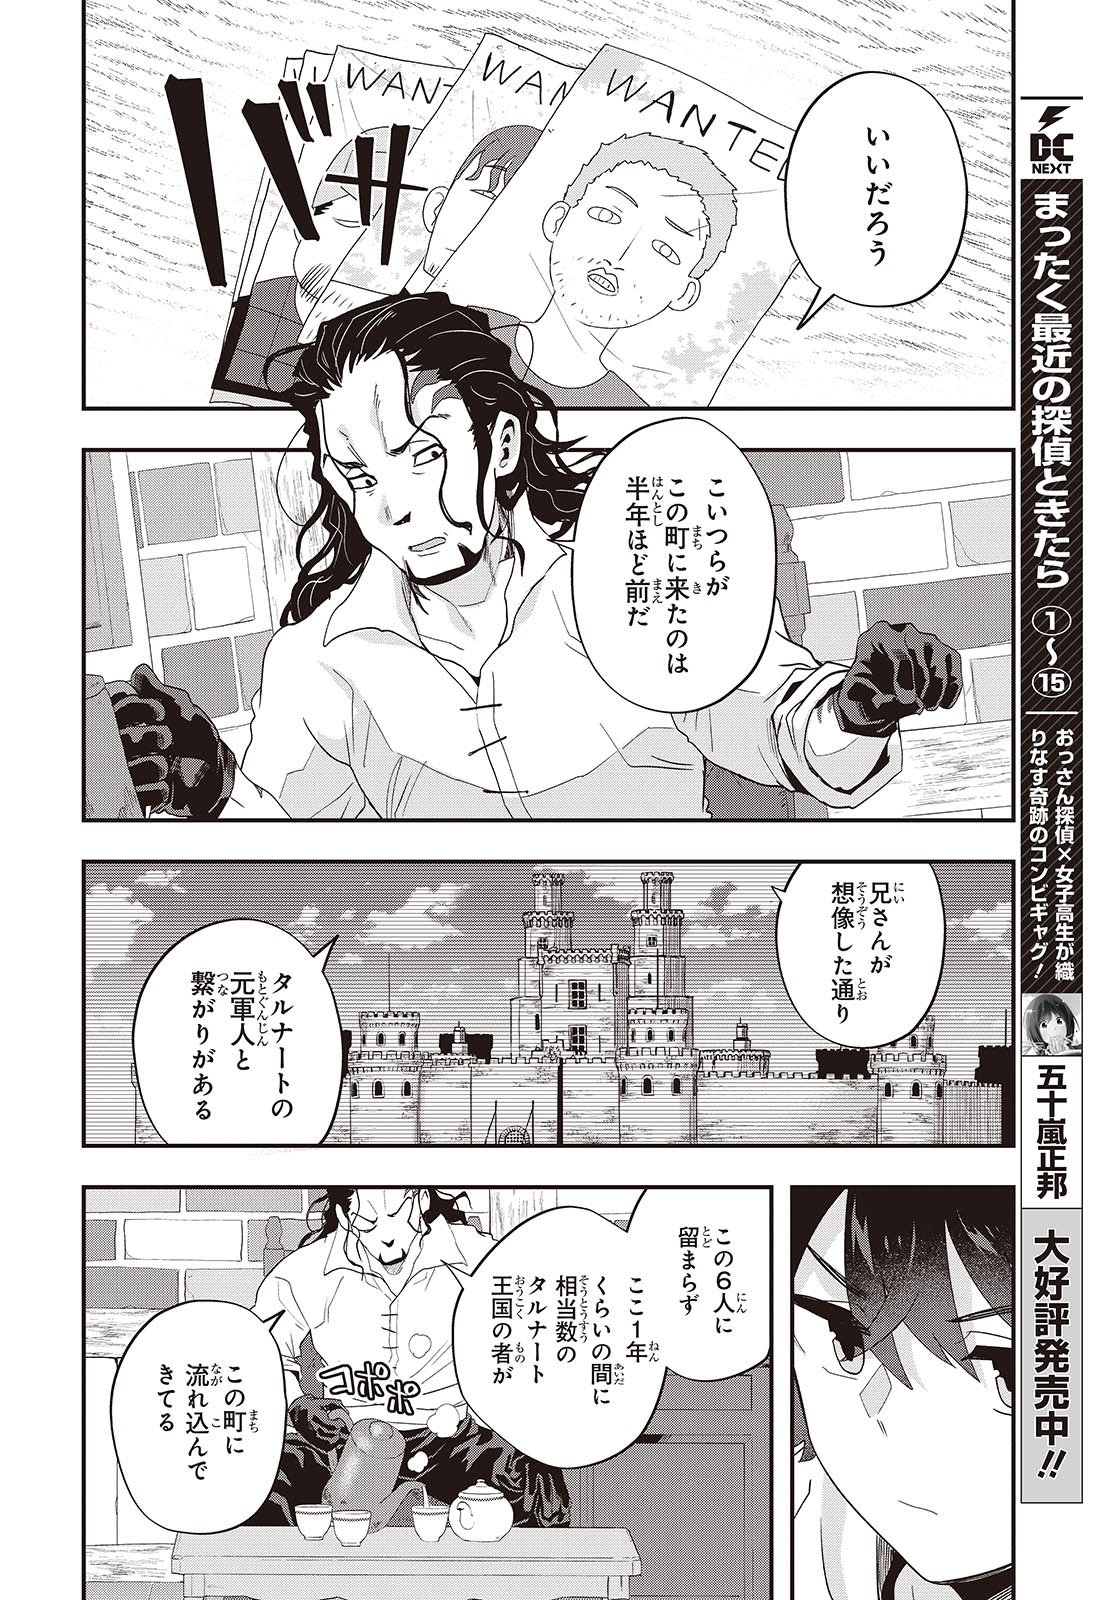 WANTED
WANT
WAN
いいだろう
バサッ
こいつらが
この町に来たのは
半年ほど前だ
兄さんが
想像した通り
タルナートの
元軍人と
繋がりがある
この6人に
留まらず
ここ1年
くらいの間に
相当数の
タルナート
王国の者が
コポポ
この町に
流れ込んで
きてる
DC
NEXT
まったく最近の探偵ときたら ①〜⑮
おっさん探偵×女子高生が織
りなす奇跡のコンビギャグ!
五十嵐正邦
大好評発売中!!